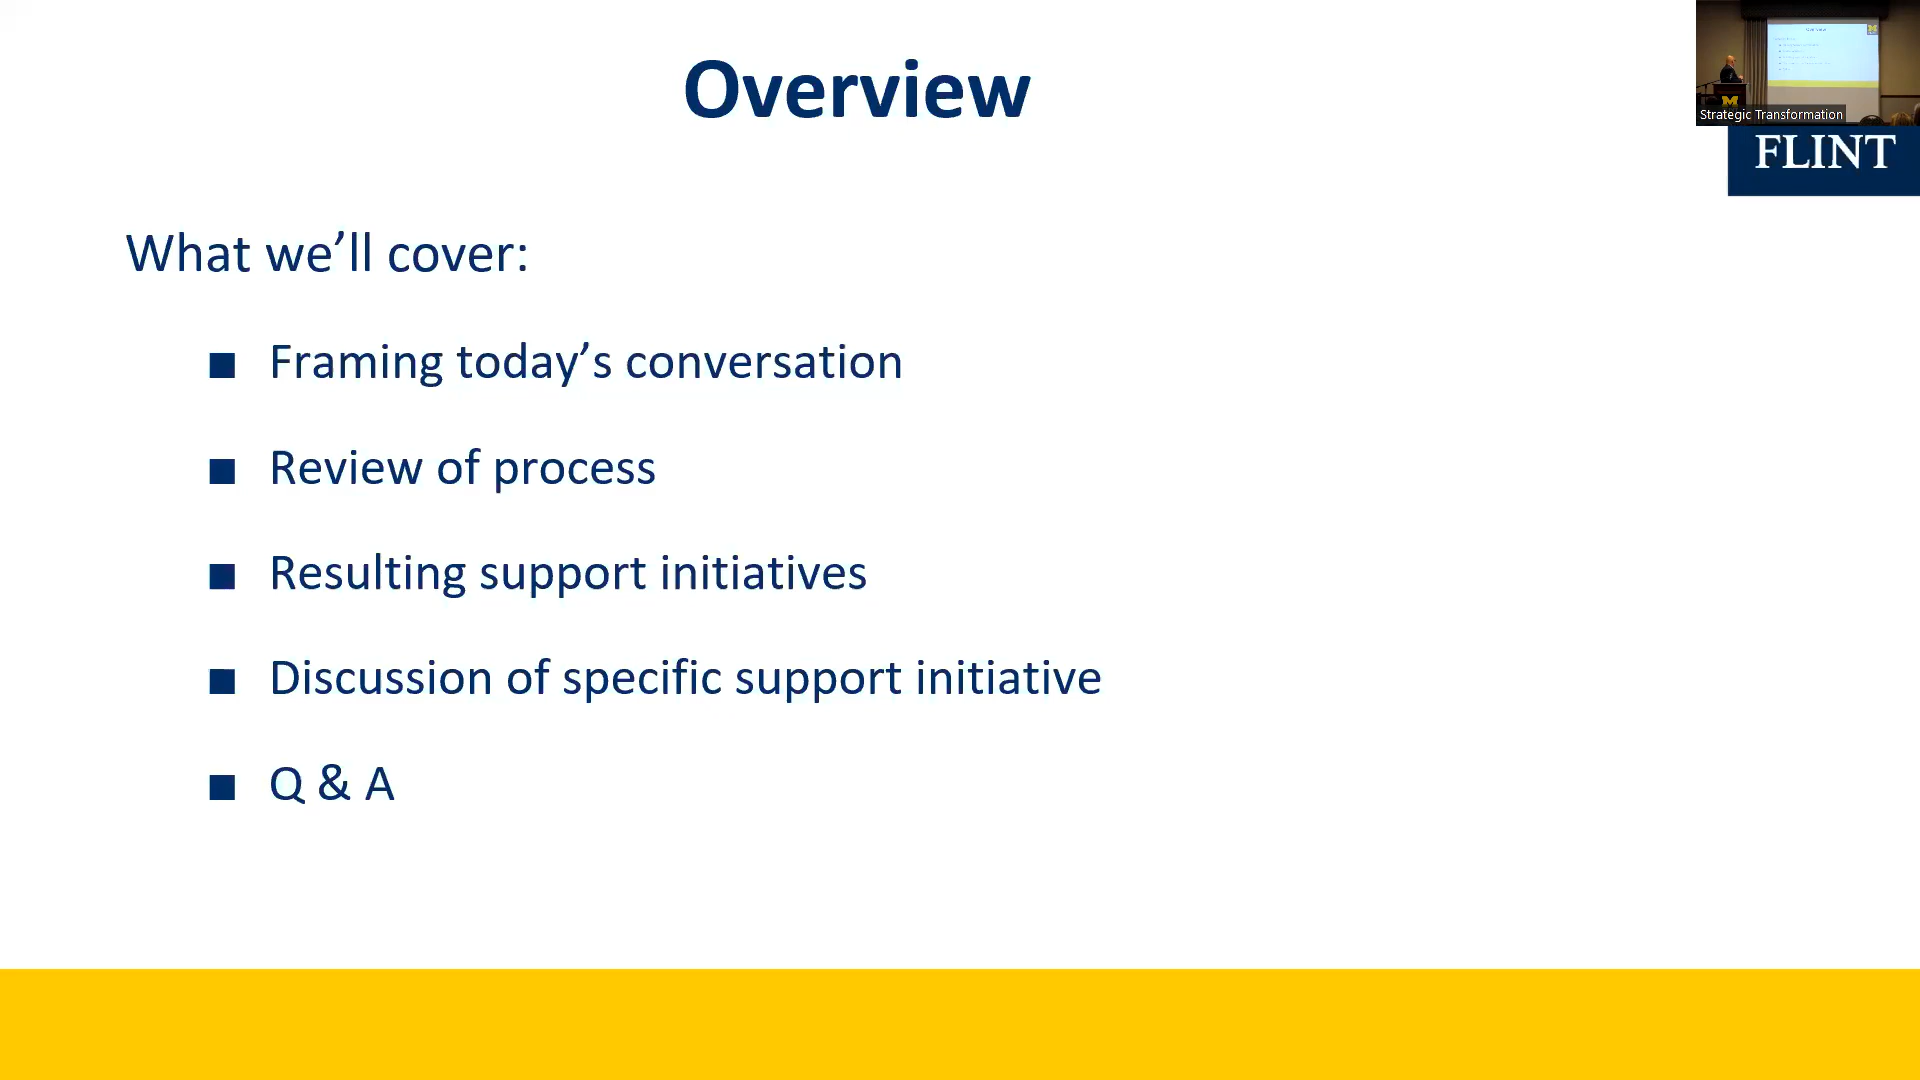 Overview
Strategic Transformation
FLINT
What we’ll cover:
■ Framing today’s conversation
■ Review of process
■ Resulting support initiatives
■ Discussion of specific support initiative
■ Q & A